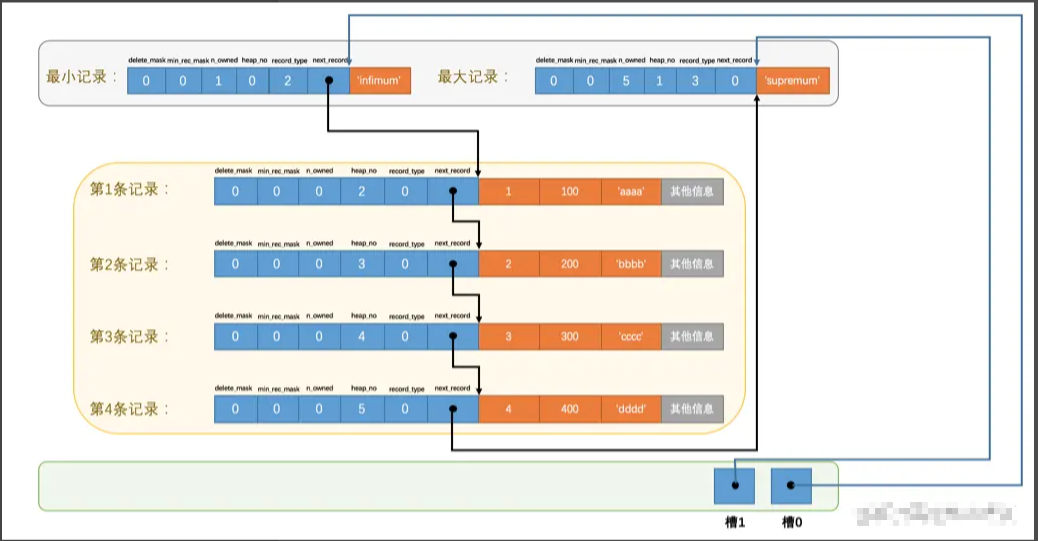 delete_mask min_rec_mask n_owned heap_no record_type next_record
最小记录： 0 0 1 0 2 'infimum'
delete_mask min_rec_mask n_owned heap_no record_type next_record
最大记录： 0 0 5 1 3 0 'supremum'
delete_mask min_rec_mask n_owned heap_no record_type next_record
第1条记录： 0 0 0 2 0 1 100 'aaaa' 其他信息
delete_mask min_rec_mask n_owned heap_no record_type next_record
第2条记录： 0 0 0 3 0 2 200 'bbbb' 其他信息
delete_mask min_rec_mask n_owned heap_no record_type next_record
第3条记录： 0 0 0 4 0 3 300 'cccc' 其他信息
delete_mask min_rec_mask n_owned heap_no record_type next_record
第4条记录： 0 0 0 5 0 4 400 'dddd' 其他信息
槽1 槽0